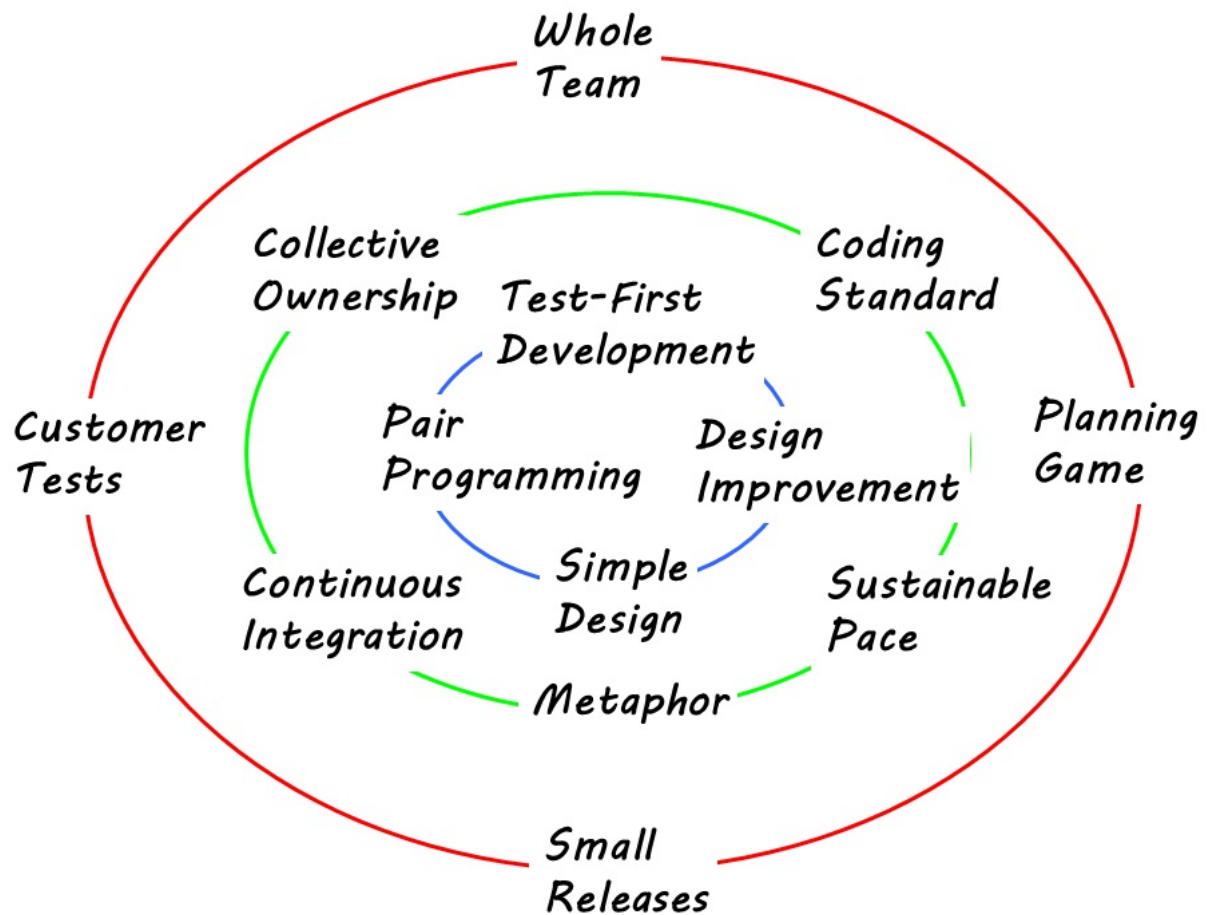 Whole
Team
Collective
Ownership
Coding
Standard
Test-First
Development
Customer
Tests
Pair
Programming
Design
Improvement
Planning
Game
Continuous
Integration
Simple
Design
Sustainable
Pace
Metaphor
Small
Releases